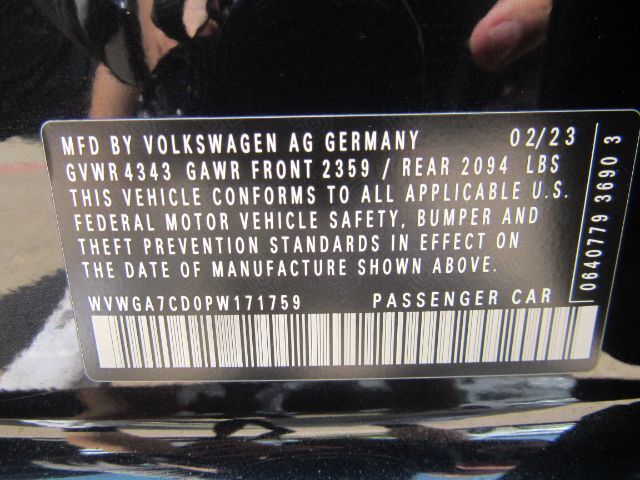 MFD BY VOLKSWAGEN AG GERMANY 02/23
GVWR 4343 GAWR FRONT 2359 / REAR 2094 LBS
THIS VEHICLE CONFORMS TO ALL APPLICABLE U.S.
FEDERAL MOTOR VEHICLE SAFETY, BUMPER AND
THEFT PREVENTION STANDARDS IN EFFECT ON
THE DATE OF MANUFACTURE SHOWN ABOVE.
WVWGA7CD0PW171759 PASSENGER CAR
0640779 3690 3